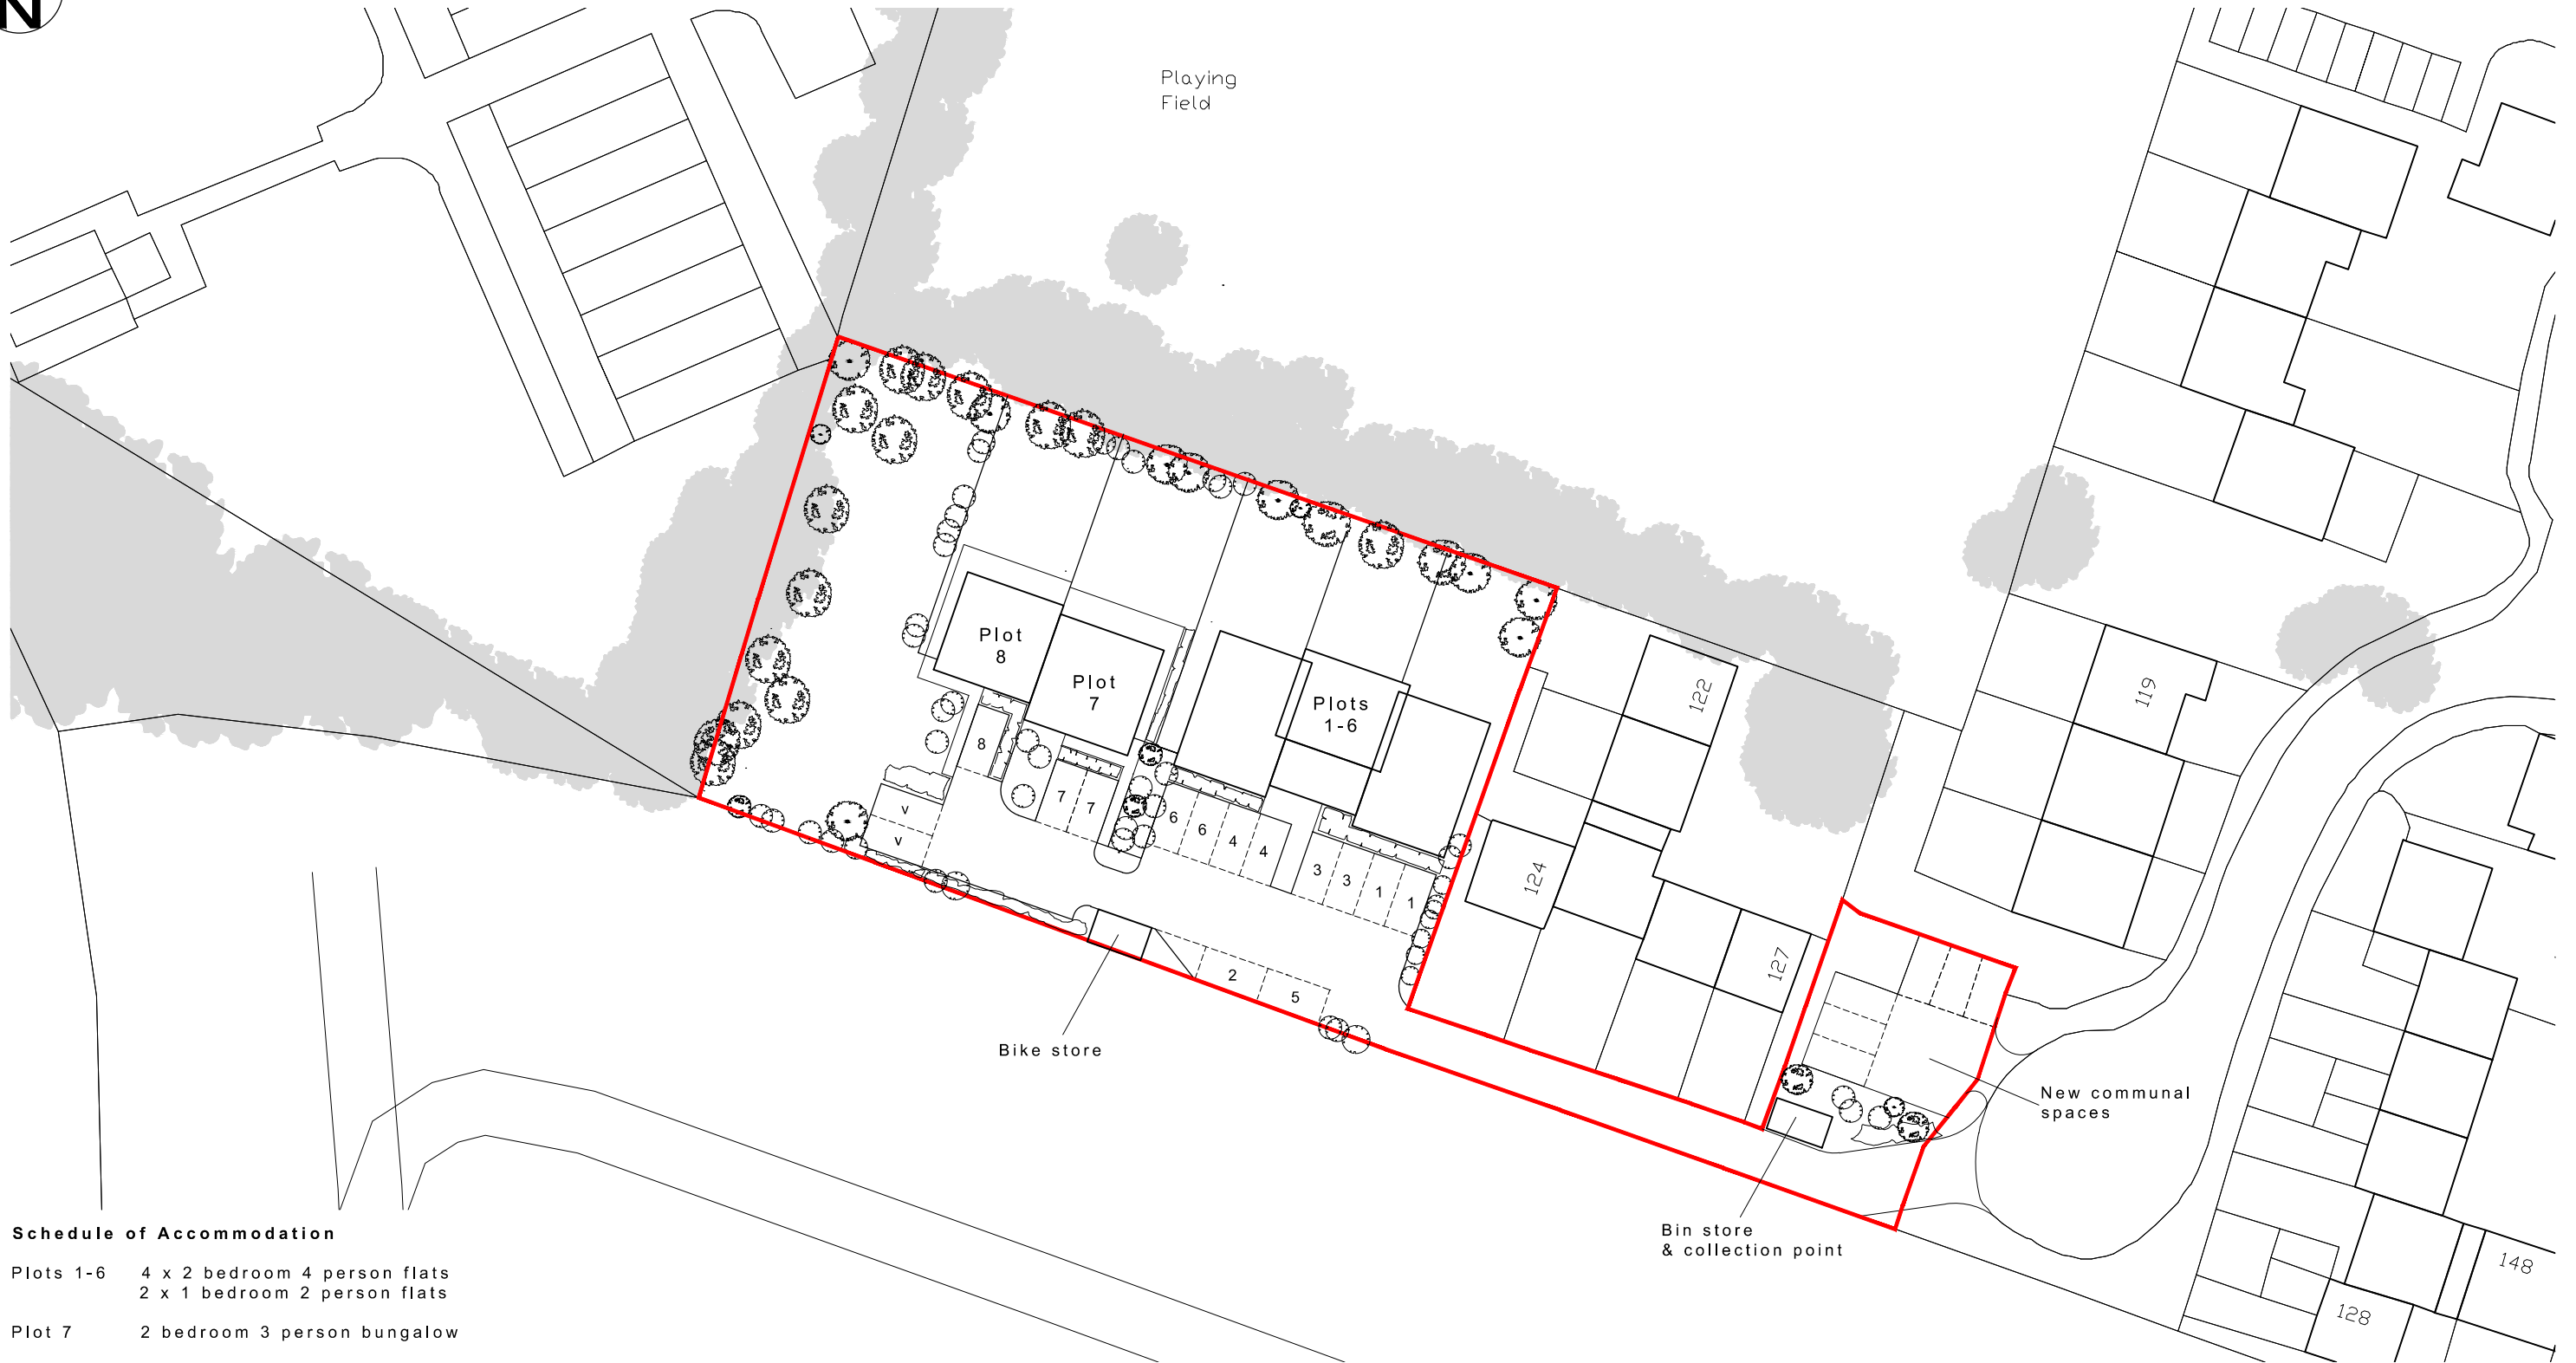 N
Playing
Field
Plot
8
Plot
7
Plots
1-6
122
119
8
7
7
v
v
6
6
4
4
3
3
1
1
124
127
2
5
Bike store
New communal
spaces
Bin store
& collection point
148
128
Schedule of Accommodation
Plots 1-6 4 x 2 bedroom 4 person flats
2 x 1 bedroom 2 person flats
Plot 7 2 bedroom 3 person bungalow